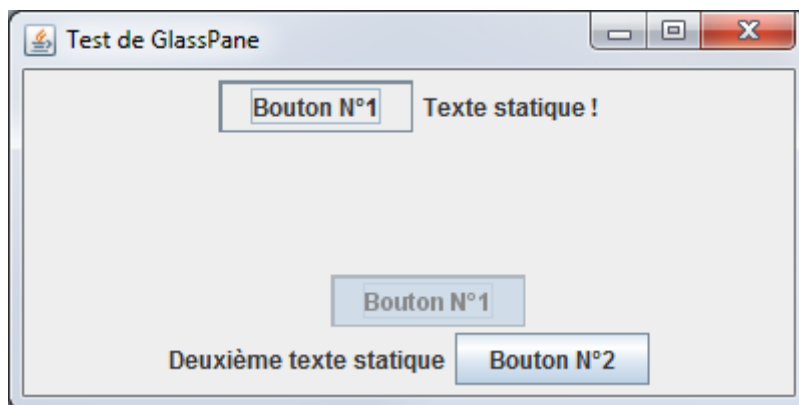 Test de GlassPane
Bouton N°1 Texte statique !
Bouton N°1
Deuxième texte statique Bouton N°2